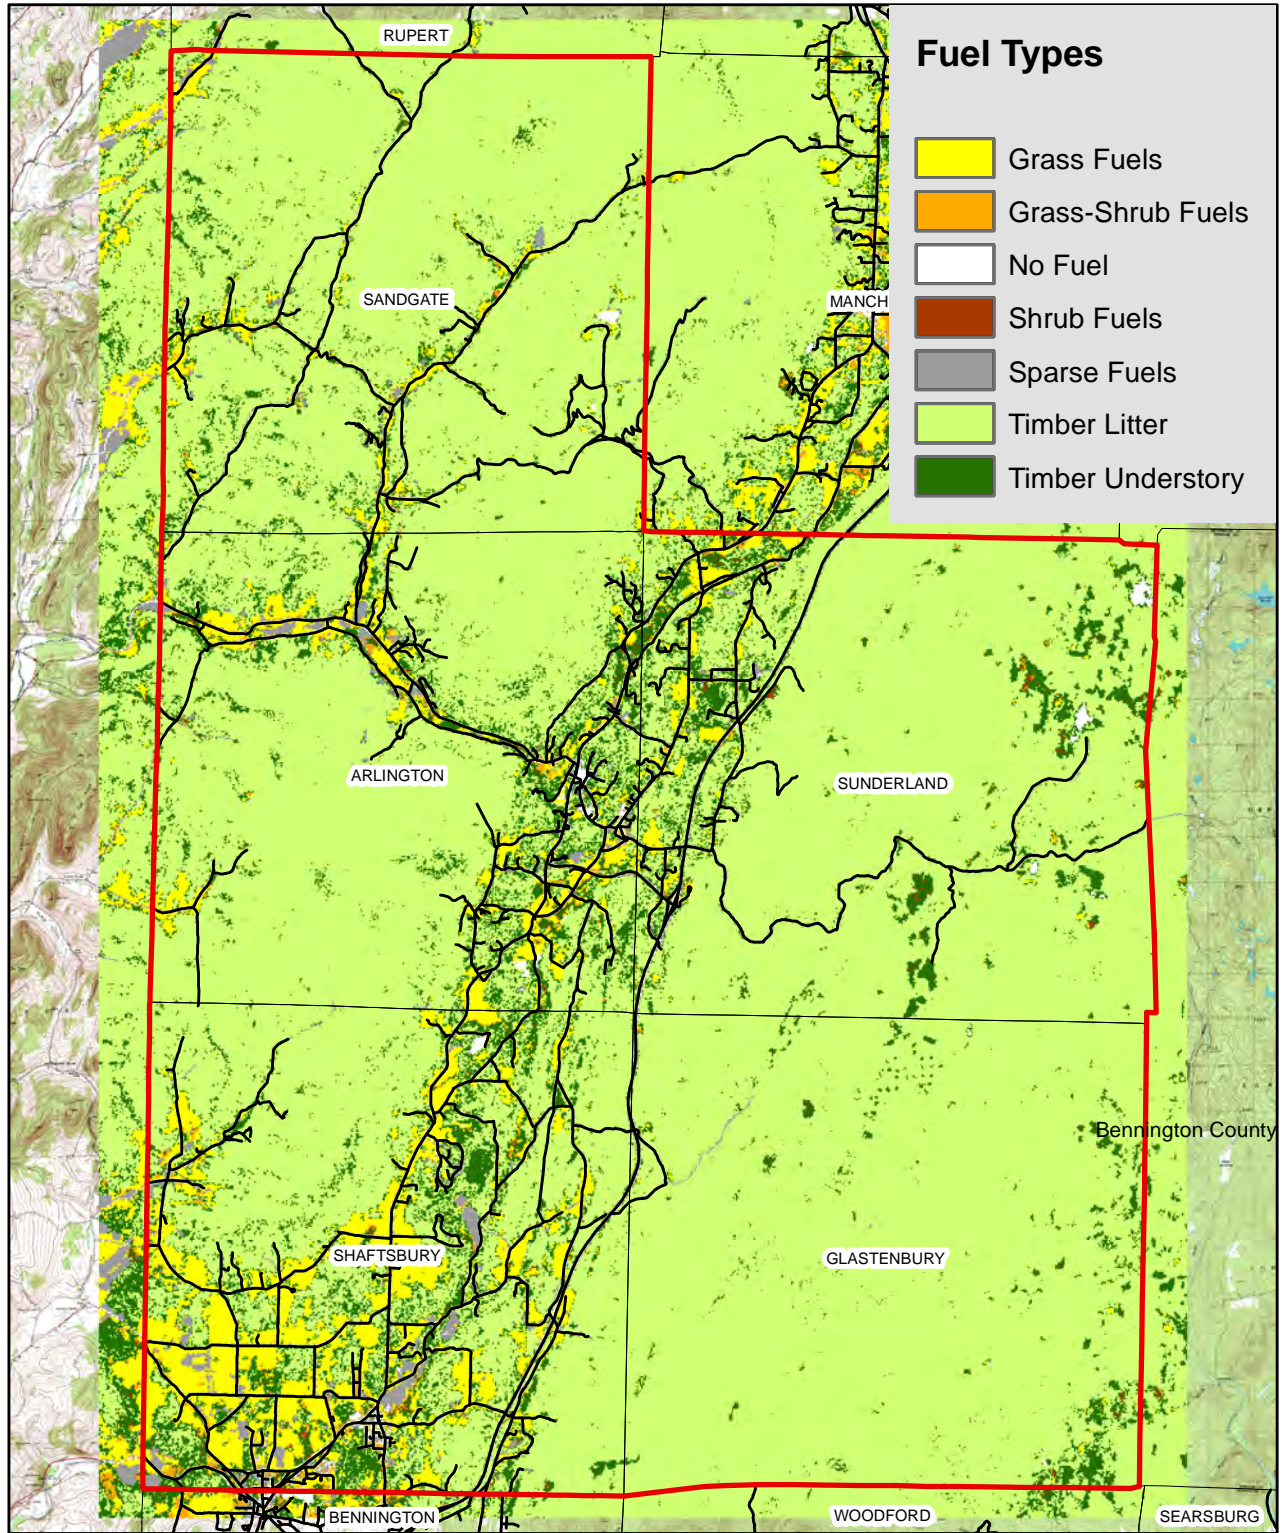 RUPERT
Fuel Types
Grass Fuels
Grass-Shrub Fuels
No Fuel
Shrub Fuels
Sparse Fuels
Timber Litter
Timber Understory
SANDGATE
MANCH
ARLINGTON
SUNDERLAND
Bennington County
SHAFTSBURY
GLASTENBURY
BENNINGTON
WOODFORD
SEARSBURG